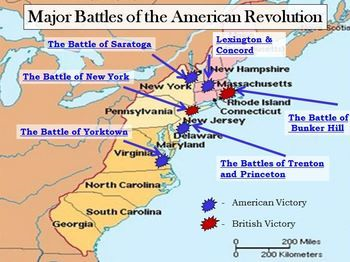 Major Battles of the American Revolution
The Battle of Saratoga
Lexington &
Concord
The Battle of New York
New Hampshire
New York
Massachusetts
Rhode Island
Connecticut
Pennsylvania
New Jersey
The Battle of
Bunker Hill
The Battle of Yorktown
Delaware
Maryland
Virginia
The Battles of Trenton
and Princeton
North Carolina
South Carolina
Georgia
- American Victory
- British Victory
0 200 Miles
0 200 Kilometers